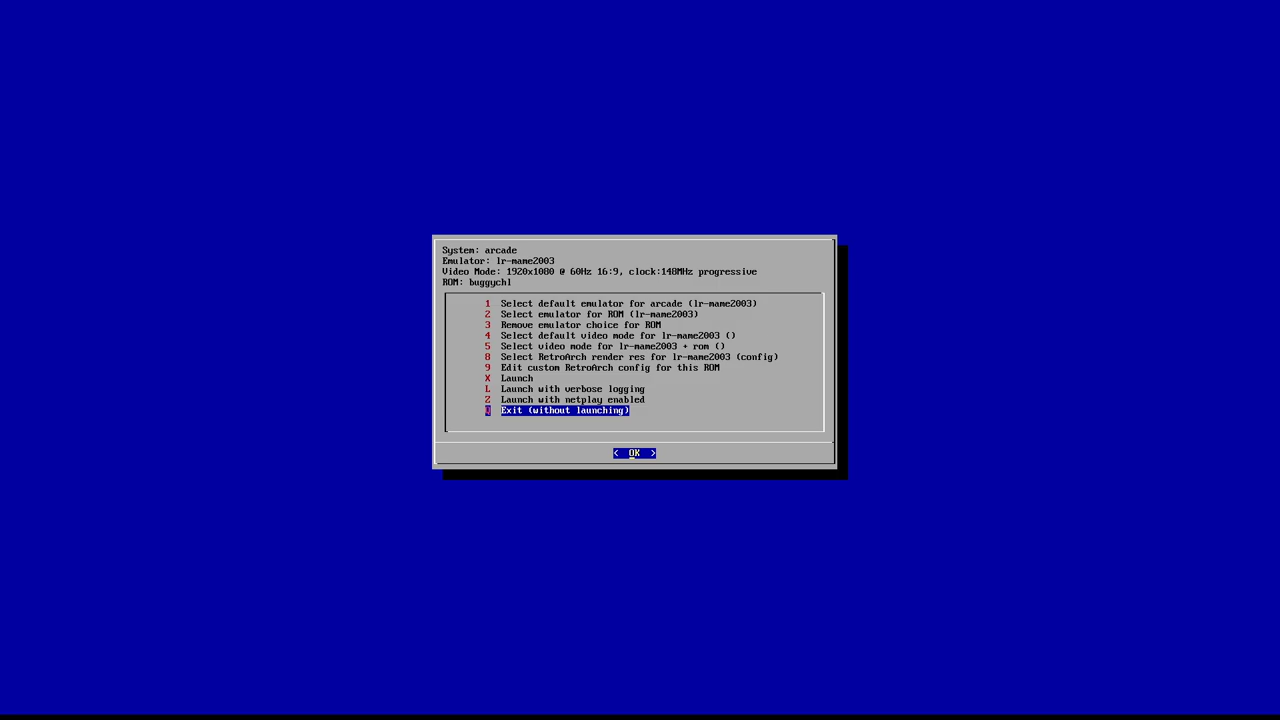 System: arcade
Emulator: lr-mame2003
Video Mode: 1920x1080 @ 60Hz 16:9, clock:148MHz progressive
ROM: buggychl
1 Select default emulator for arcade (lr-mame2003)
2 Select emulator for ROM (lr-mame2003)
3 Remove emulator choice for ROM
4 Select default video mode for lr-mame2003 ()
5 Select video mode for lr-mame2003 + rom ()
8 Select RetroArch render res for lr-mame2003 (config)
9 Edit custom RetroArch config for this ROM
X Launch
L Launch with verbose logging
Z Launch with netplay enabled
Q Exit (without launching)
< OK >